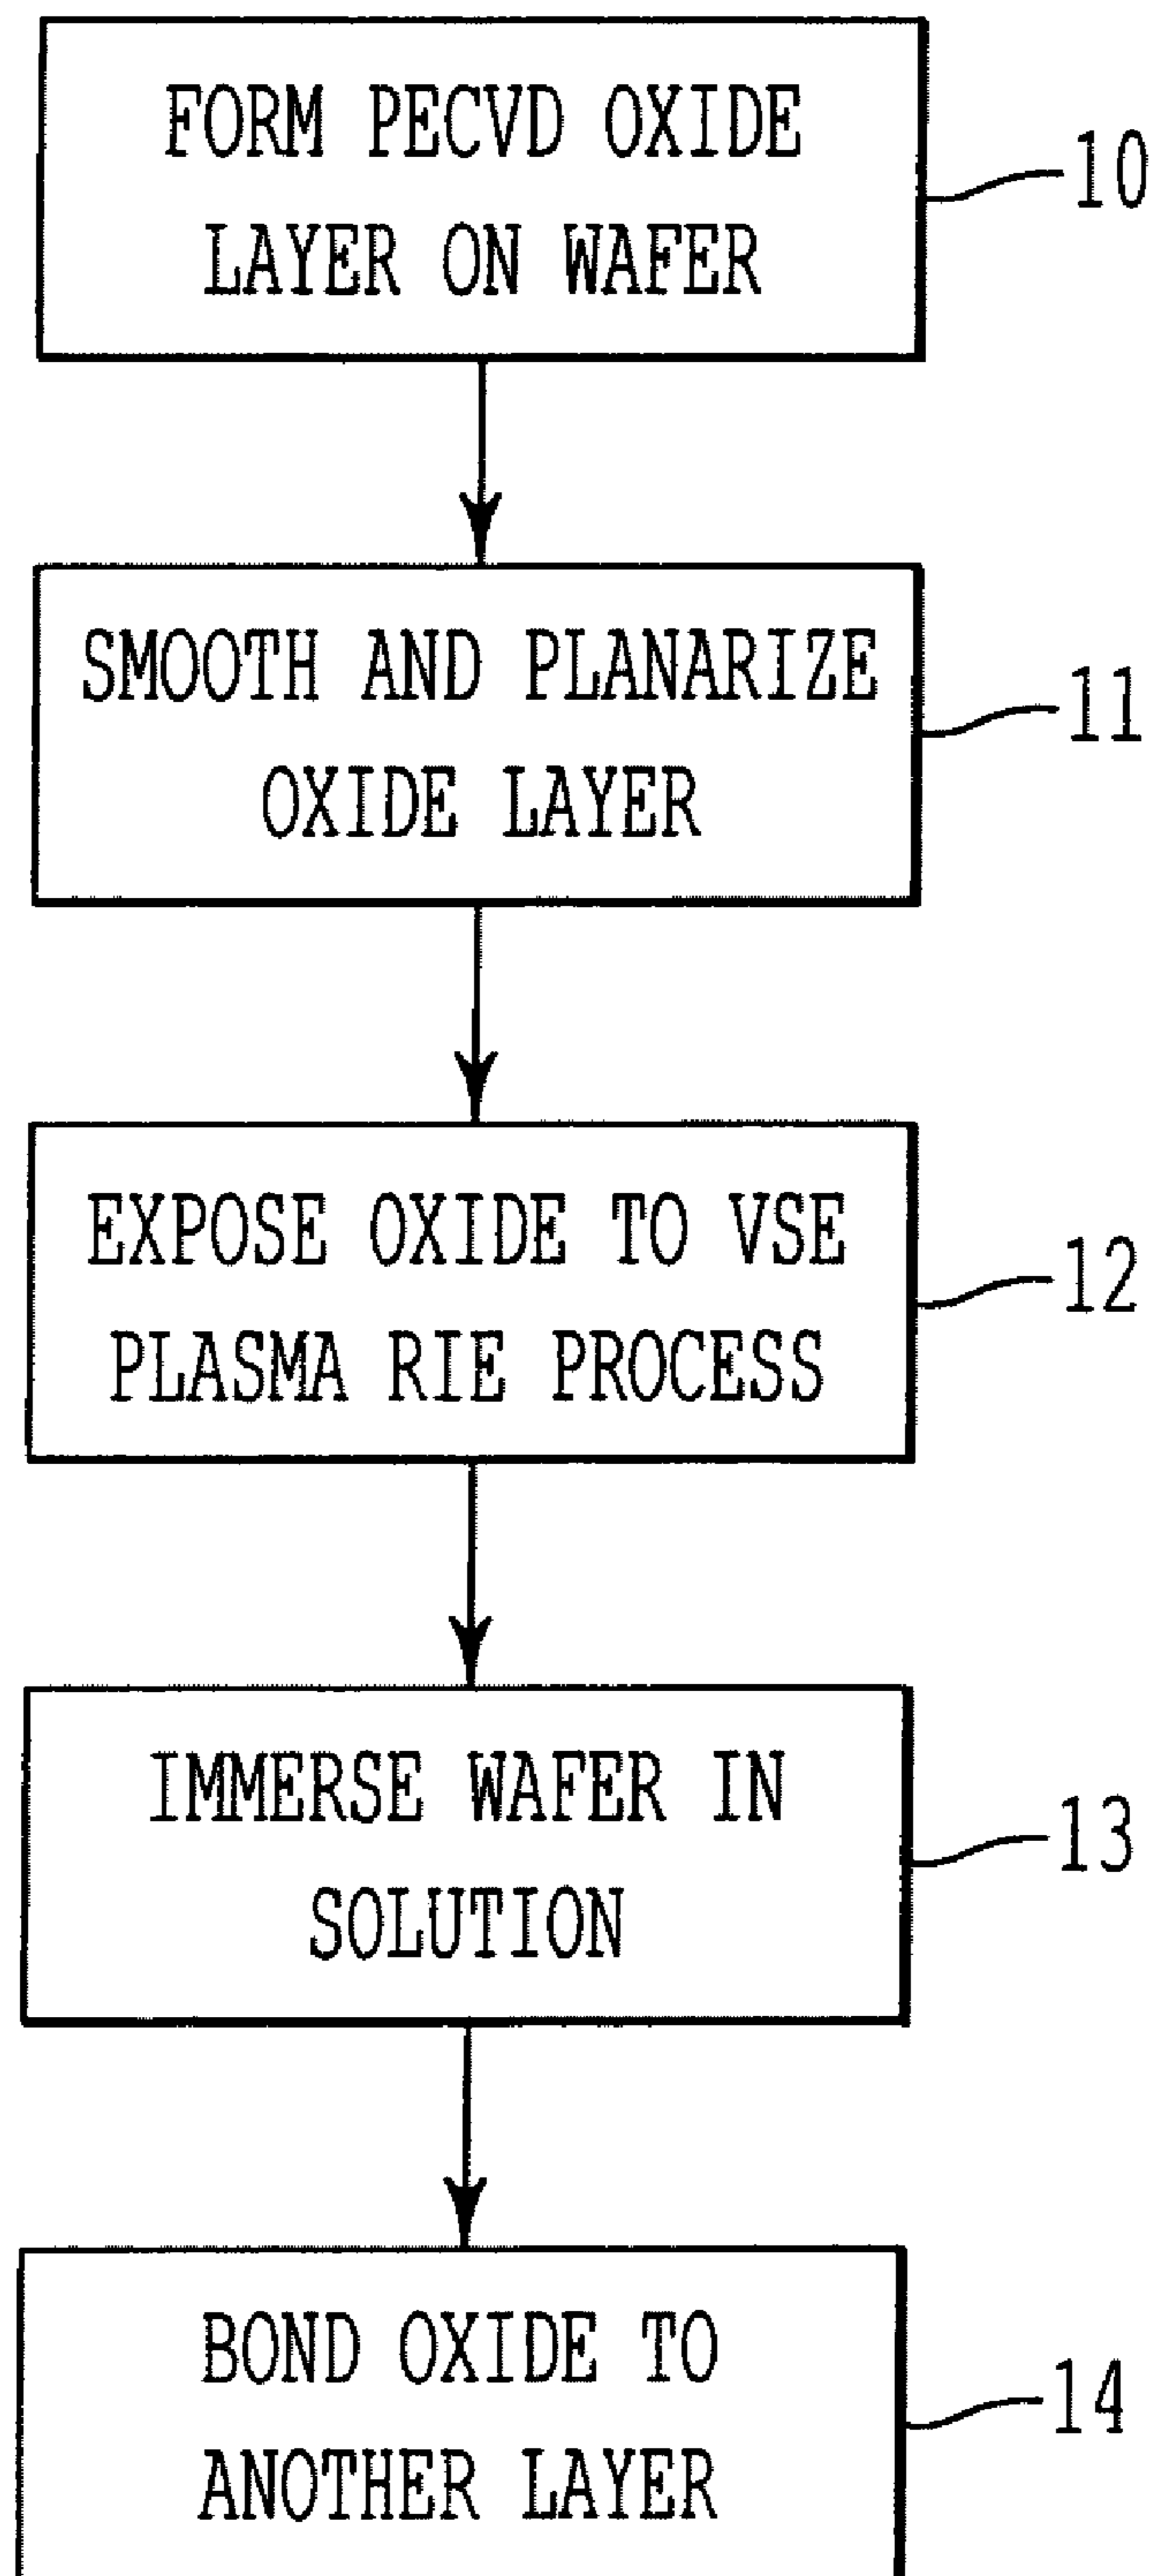 FORM PECVD OXIDE
LAYER ON WAFER
10
SMOOTH AND PLANARIZE
OXIDE LAYER
11
EXPOSE OXIDE TO VSE
PLASMA RIE PROCESS
12
IMMERSE WAFER IN
SOLUTION
13
BOND OXIDE TO
ANOTHER LAYER
14